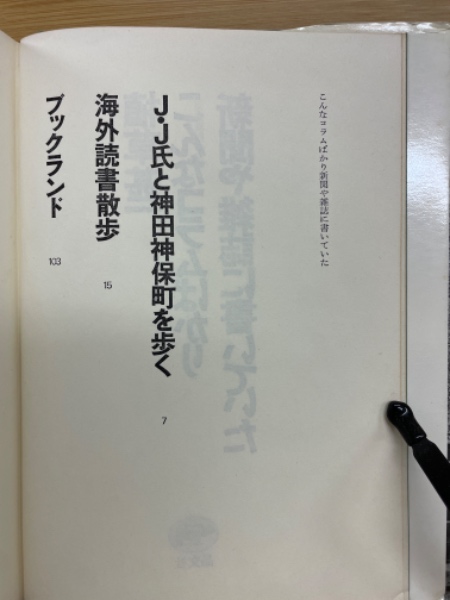 こんなコラムばかり新聞や雑誌に書いていた
J・J氏と神田神保町を歩く
7
海外読書散歩
15
ブックランド
103